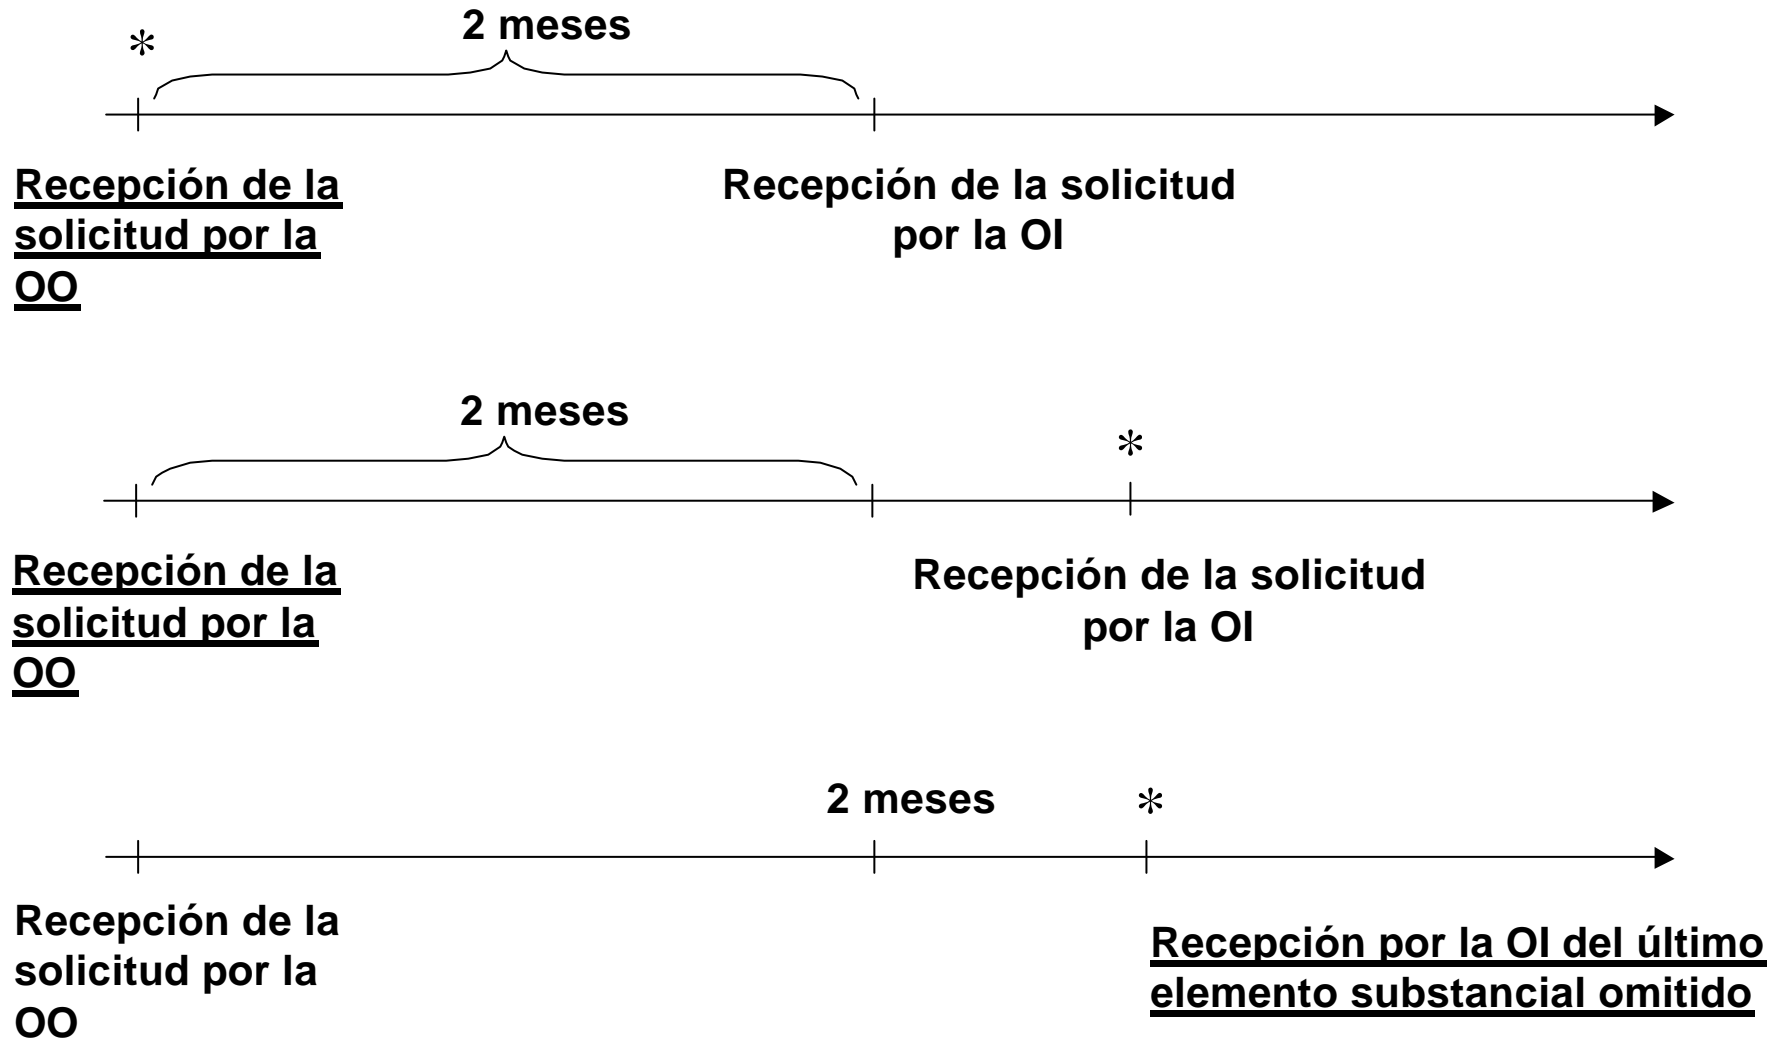 2 meses
*
Recepción de la
solicitud por la
OO
Recepción de la solicitud
por la OI
2 meses
*
Recepción de la
solicitud por la
OO
Recepción de la solicitud
por la OI
2 meses
*
Recepción de la
solicitud por la
OO
Recepción por la OI del último
elemento substancial omitido